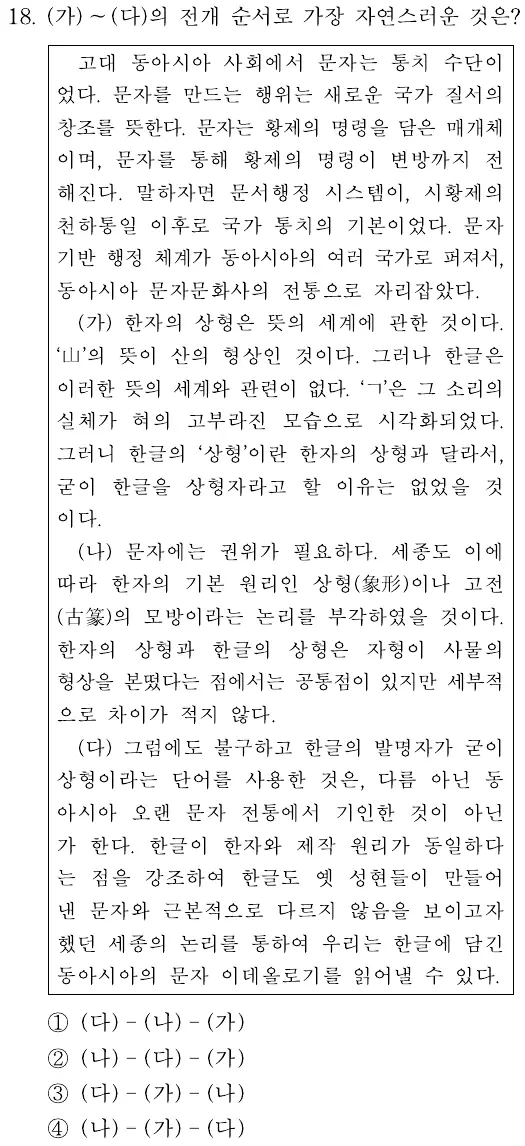 18. (가) ~ (다)의 전개 순서로 가장 자연스러운 것은?
고대 동아시아 사회에서 문자는 통치 수단이
었다. 문자를 만드는 행위는 새로운 국가 질서의
창조를 뜻한다. 문자는 황제의 명령을 담은 매개체
이며, 문자를 통해 황제의 명령이 변방까지 전
해진다. 말하자면 문서행정 시스템이, 시황제의
천하통일 이후로 국가 통치의 기본이었다. 문자
기반 행정 체계가 동아시아의 여러 국가로 퍼져서,
동아시아 문자문화사의 전통으로 자리잡았다.
(가) 한자의 상형은 뜻의 세계에 관한 것이다.
‘山’의 뜻이 산의 형상인 것이다. 그러나 한글은
이러한 뜻의 세계와 관련이 없다. ‘ㄱ’은 그 소리의
실체가 혀의 고부라진 모습으로 시각화되었다.
그러니 한글의 ‘상형’이란 한자의 상형과 달라서,
굳이 한글을 상형자라고 할 이유는 없었을 것
이다.
(나) 문자에는 권위가 필요하다. 세종도 이에
따라 한자의 기본 원리인 상형(象形)이나 고전
(古篆)의 모방이라는 논리를 부각하였을 것이다.
한자의 상형과 한글의 상형은 자형이 사물의
형상을 본떴다는 점에서는 공통점이 있지만 세부적
으로 차이가 적지 않다.
(다) 그럼에도 불구하고 한글의 발명자가 굳이
상형이라는 단어를 사용한 것은, 다름 아닌 동
아시아 오랜 문자 전통에서 기인한 것이 아닌
가 한다. 한글이 한자와 제작 원리가 동일하다
는 점을 강조하여 한글도 옛 성현들이 만들어
낸 문자와 근본적으로 다르지 않음을 보이고자
했던 세종의 논리를 통하여 우리는 한글에 담긴
동아시아의 문자 이데올로기를 읽어낼 수 있다.
① (다) - (나) - (가)
② (나) - (다) - (가)
③ (다) - (가) - (나)
④ (나) - (가) - (다)